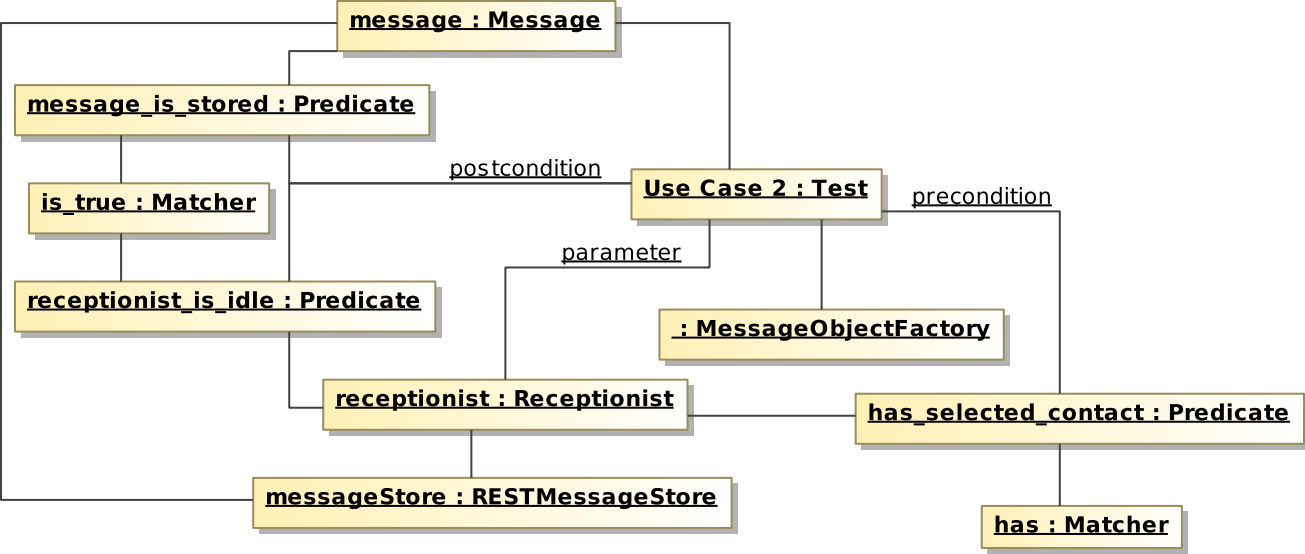 message : Message
message_is_stored : Predicate
postcondition
Use Case 2 : Test
precondition
is_true : Matcher
parameter
receptionist_is_idle : Predicate
: MessageObjectFactory
receptionist : Receptionist
has_selected_contact : Predicate
messageStore : RESTMessageStore
has : Matcher